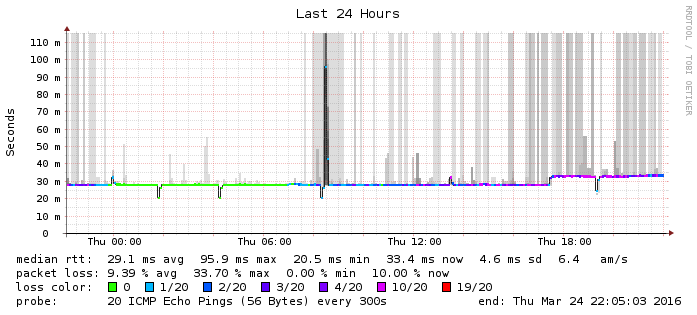 Last 24 Hours
RRDTOOL / TOBI OETIKER
Seconds
110 m
100 m
90 m
80 m
70 m
60 m
50 m
40 m
30 m
20 m
10 m
0
Thu 00:00 Thu 06:00 Thu 12:00 Thu 18:00
median rtt: 29.1 ms avg 95.9 ms max 20.5 ms min 33.4 ms now 4.6 ms sd 6.4 am/s
packet loss: 9.39 % avg 33.70 % max 0.00 % min 10.00 % now
loss color: 0 1/20 2/20 3/20 4/20 10/20 19/20
probe: 20 ICMP Echo Pings (56 Bytes) every 300s end: Thu Mar 24 22:05:03 2016